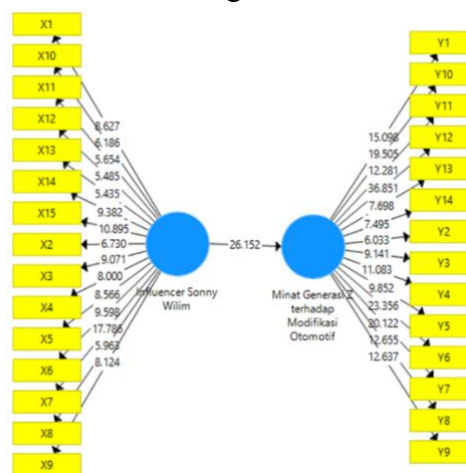 X1
X10
X11
X12
X13
X14
X15
X2
X3
X4
X5
X6
X7
X8
X9
8.627
6.186
5.654
5.485
5.435
9.382
10.895
6.730
9.071
8.000
8.566
9.598
17.786
5.963
8.124
Influencer Sonny
Wilim
26.152
Minat Generasi Z
terhadap
Modifikasi
Otomotif
15.098
19.505
12.281
36.851
7.698
7.495
6.033
9.141
11.083
9.852
23.356
20.122
12.655
12.637
Y1
Y10
Y11
Y12
Y13
Y14
Y2
Y3
Y4
Y5
Y6
Y7
Y8
Y9